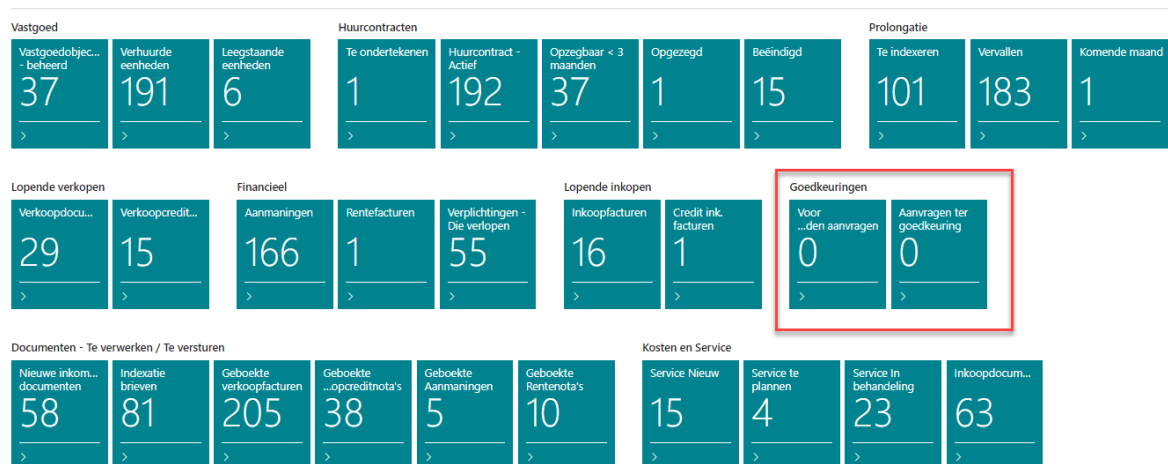 Vastgoed
Huurcontracten
Prolongatie
Vastgoedobjec...
- beheerd
37
Verhuurde
eenheden
191
Leegstaande
eenheden
6
Te ondertekenen
1
Huurcontract -
Actief
192
Opzegbaar < 3
maanden
37
Opgezegd
1
Beëindigd
15
Te indexeren
101
Vervallen
183
Komende maand
1
Lopende verkopen
Financieel
Lopende inkopen
Goedkeuringen
Verkoopdocu...
29
Verkoopcredit...
15
Aanmaningen
166
Rentefacturen
1
Verplichtingen -
Die verlopen
55
Inkoopfacturen
16
Credit ink.
facturen
1
Voor
...den aanvragen
0
Aanvragen ter
goedkeuring
0
Documenten - Te verwerken / Te versturen
Kosten en Service
Nieuwe inkom...
documenten
58
Indexatie
brieven
81
Geboekte
verkoopfacturen
205
Geboekte
...opcreditnota's
38
Geboekte
Aanmaningen
5
Geboekte
Rentenota's
10
Service Nieuw
15
Service te
plannen
4
Service In
behandeling
23
Inkoopdocum...
63